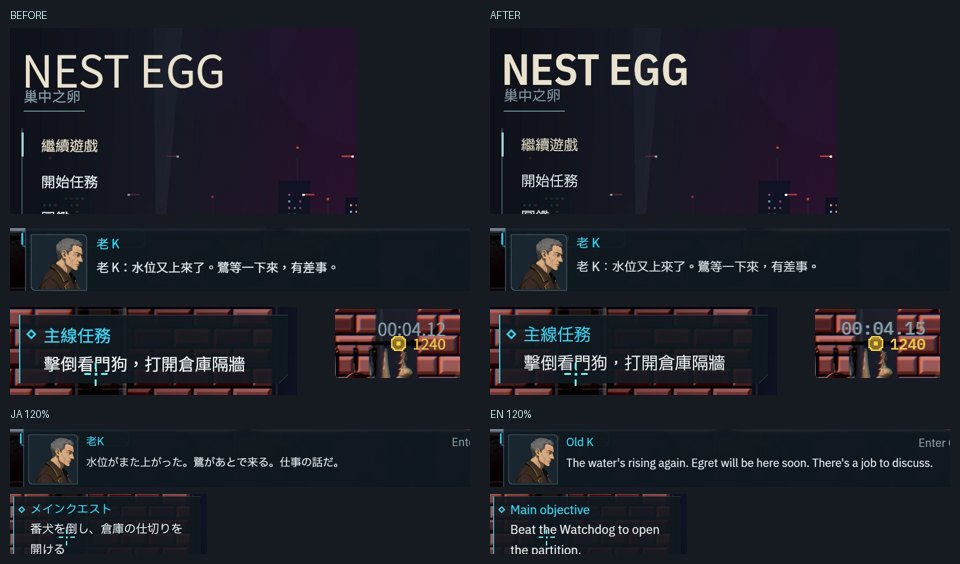 BEFORE
AFTER
NEST EGG
巢中之卵
繼續遊戲
開始任務
NEST EGG
巢中之卵
繼續遊戲
開始任務
老 K
老 K：水位又上來了。鷺等一下來，有差事。
老 K
老 K：水位又上來了。鷺等一下來，有差事。
主線任務
擊倒看門狗，打開倉庫隔牆
00:04.12
1240
主線任務
擊倒看門狗，打開倉庫隔牆
00:04.15
1240
JA 120%
EN 120%
老K
Ent
水位がまた上がった。鷺があとで来る。仕事の話だ。
Old K
Enter
The water's rising again. Egret will be here soon. There's a job to discuss.
メインクエスト
番犬を倒し、倉庫の仕切りを
開ける
Main objective
Beat the Watchdog to open
the partition.